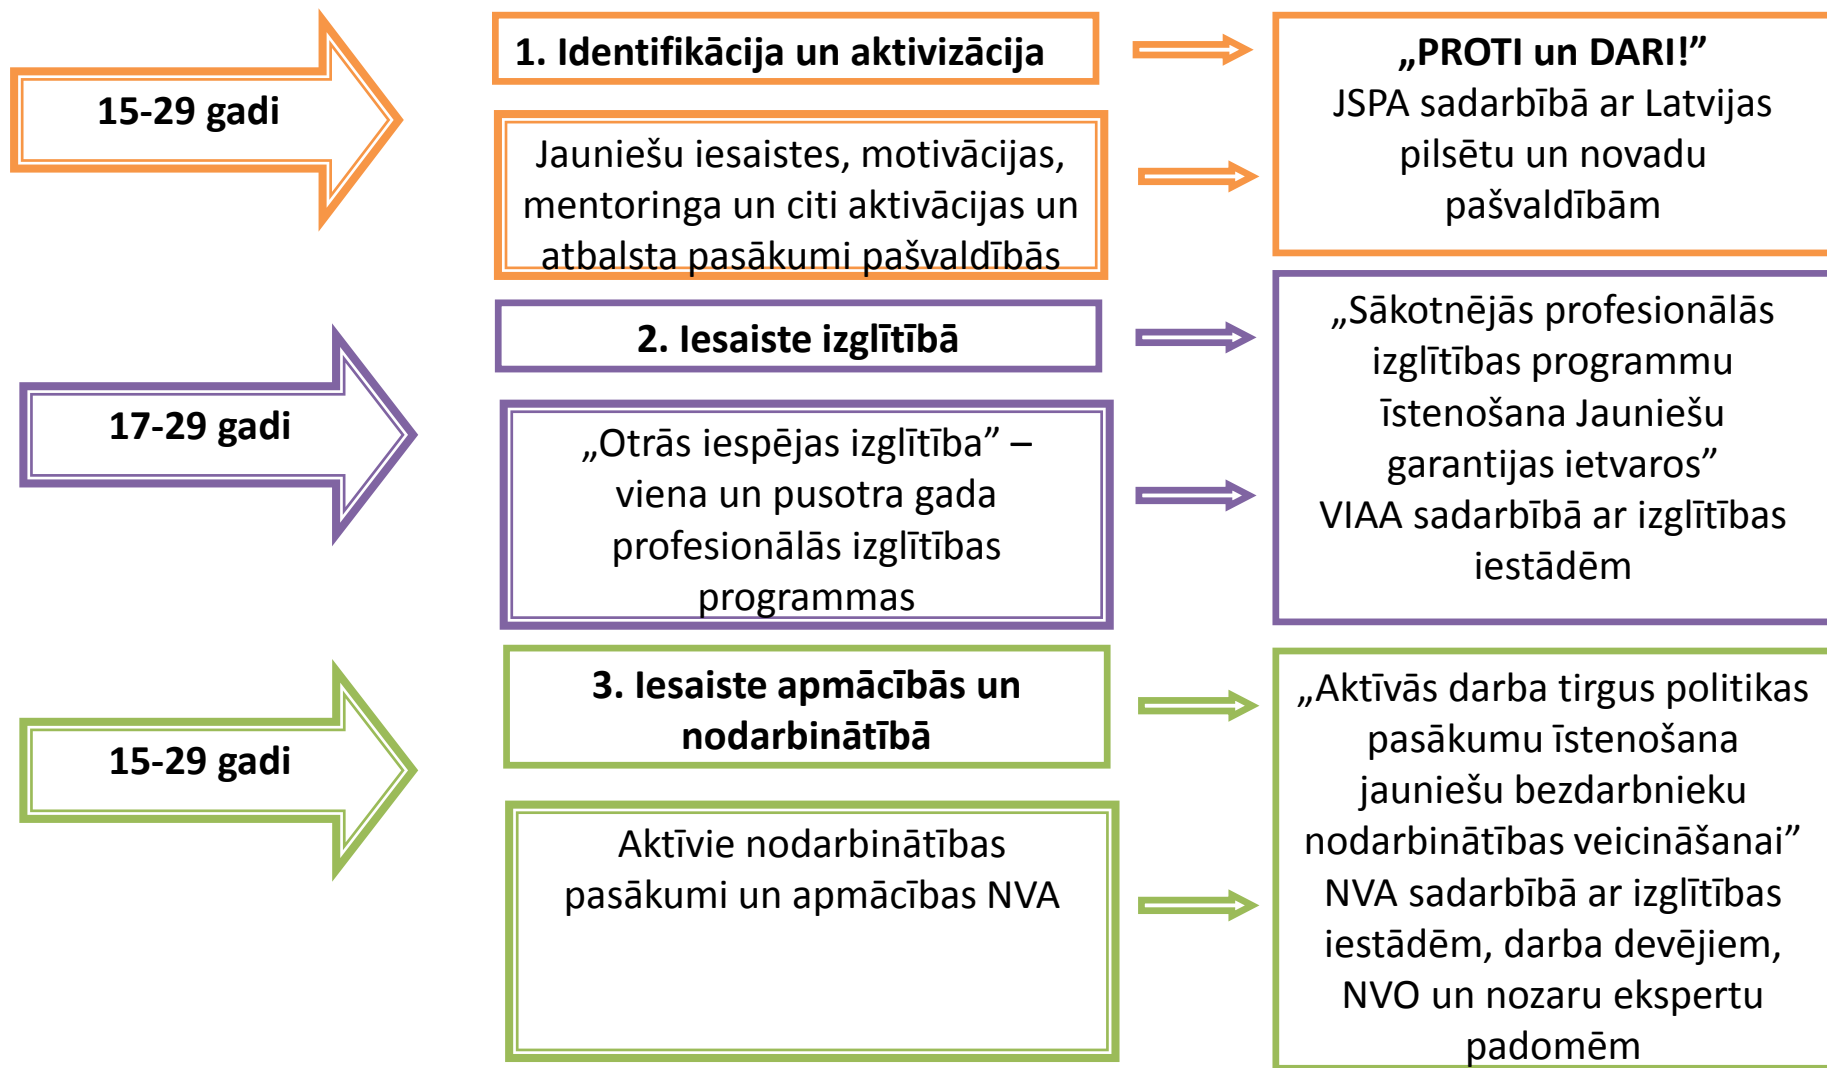 15-29 gadi
1. Identifikācija un aktivizācija
Jauniešu iesaistes, motivācijas,
mentoringa un citi aktivācijas un
atbalsta pasākumi pašvaldībās
„PROTI un DARI!”
JSPA sadarbībā ar Latvijas
pilsētu un novadu
pašvaldībām
17-29 gadi
2. Iesaiste izglītībā
„Otrās iespējas izglītība” –
viena un pusotra gada
profesionālās izglītības
programmas
„Sākotnējās profesionālās
izglītības programmu
īstenošana Jauniešu
garantijas ietvaros”
VIAA sadarbībā ar izglītības
iestādēm
15-29 gadi
3. Iesaiste apmācībās un
nodarbinātībā
Aktīvie nodarbinātības
pasākumi un apmācības NVA
„Aktīvās darba tirgus politikas
pasākumu īstenošana
jauniešu bezdarbnieku
nodarbinātības veicināšanai”
NVA sadarbībā ar izglītības
iestādēm, darba devējiem,
NVO un nozaru ekspertu
padomēm